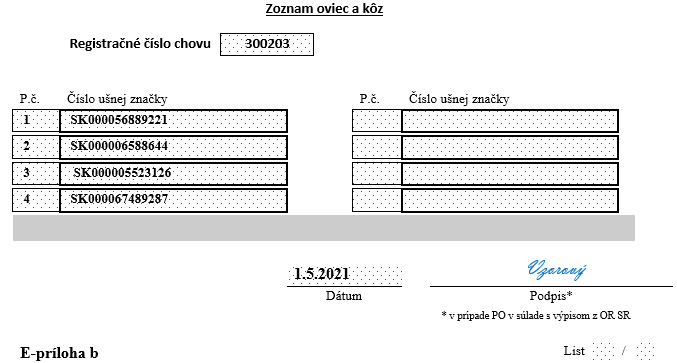 Zoznam oviec a kôz
Registračné číslo chovu 300203
P.č. Číslo ušnej značky P.č. Číslo ušnej značky
1 SK000056889221
2 SK000006588644
3 SK000005523126
4 SK000067489287
1.5.2021 Vzorový
Dátum Podpis*
* v prípade PO v súlade s výpisom z OR SR
E-príloha b List /